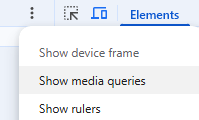 Elements
Show device frame
Show media queries
Show rulers